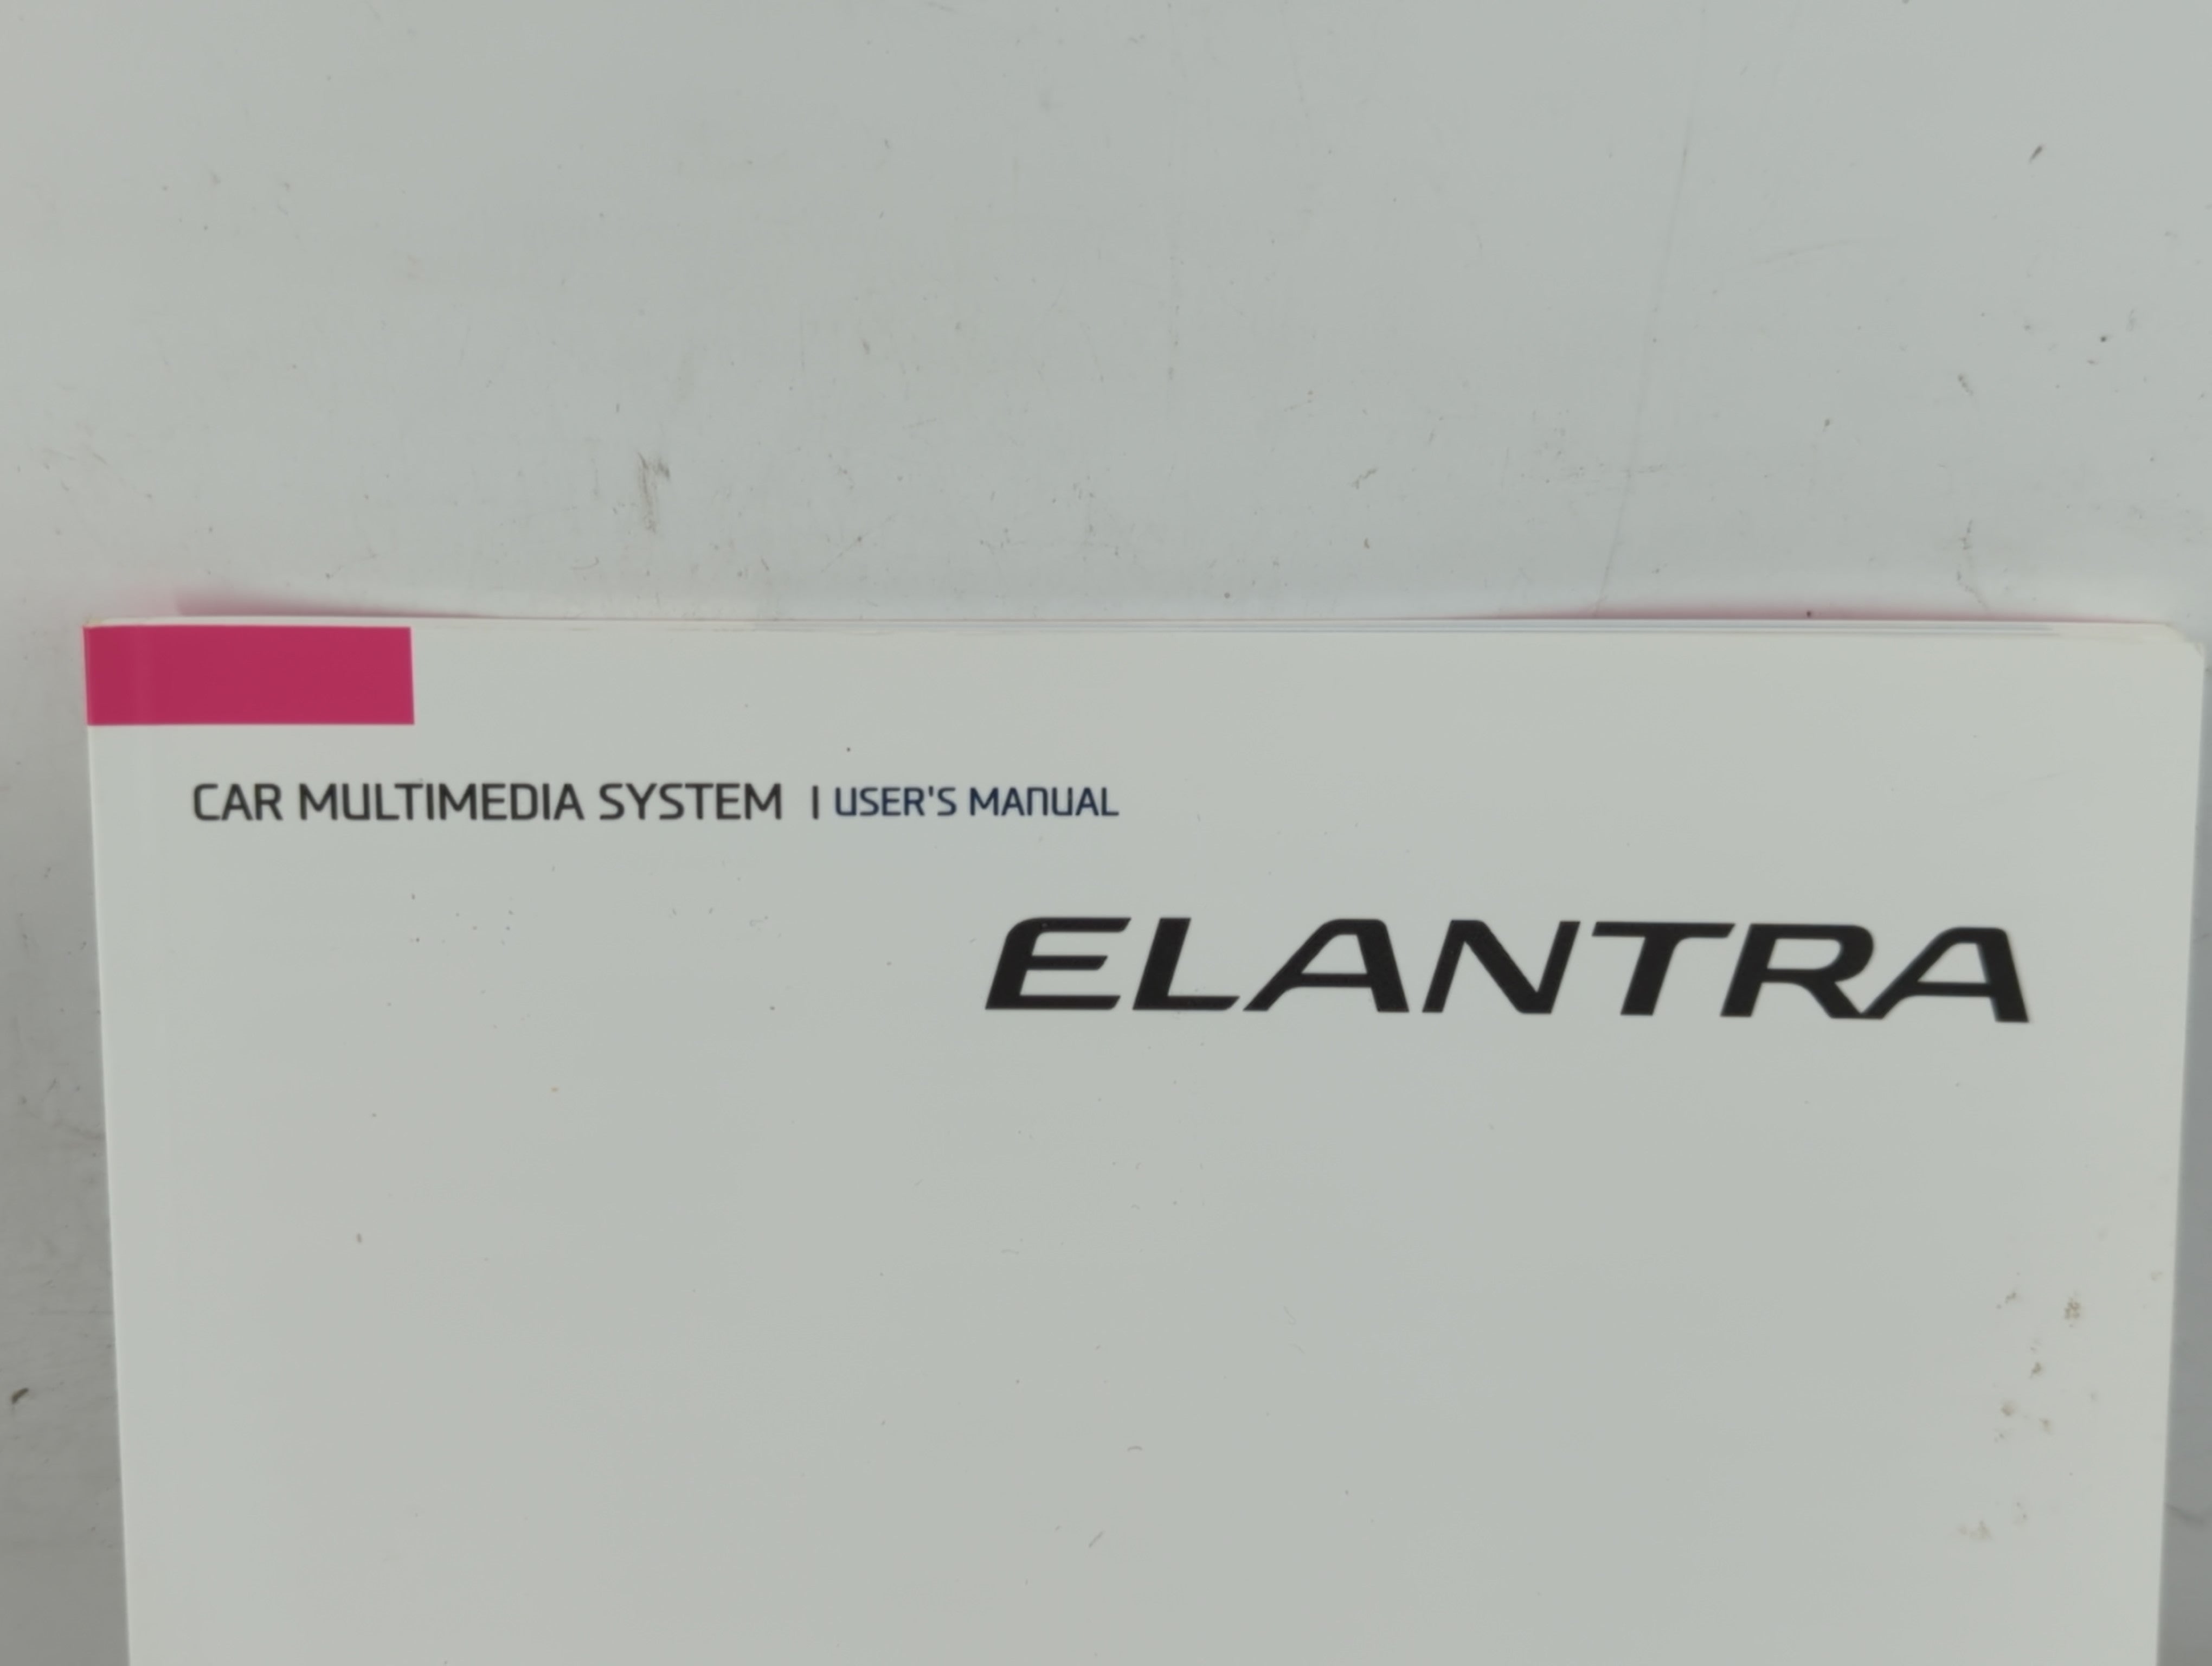 CAR MULTIMEDIA SYSTEM | USER'S MANUAL
ELANTRA